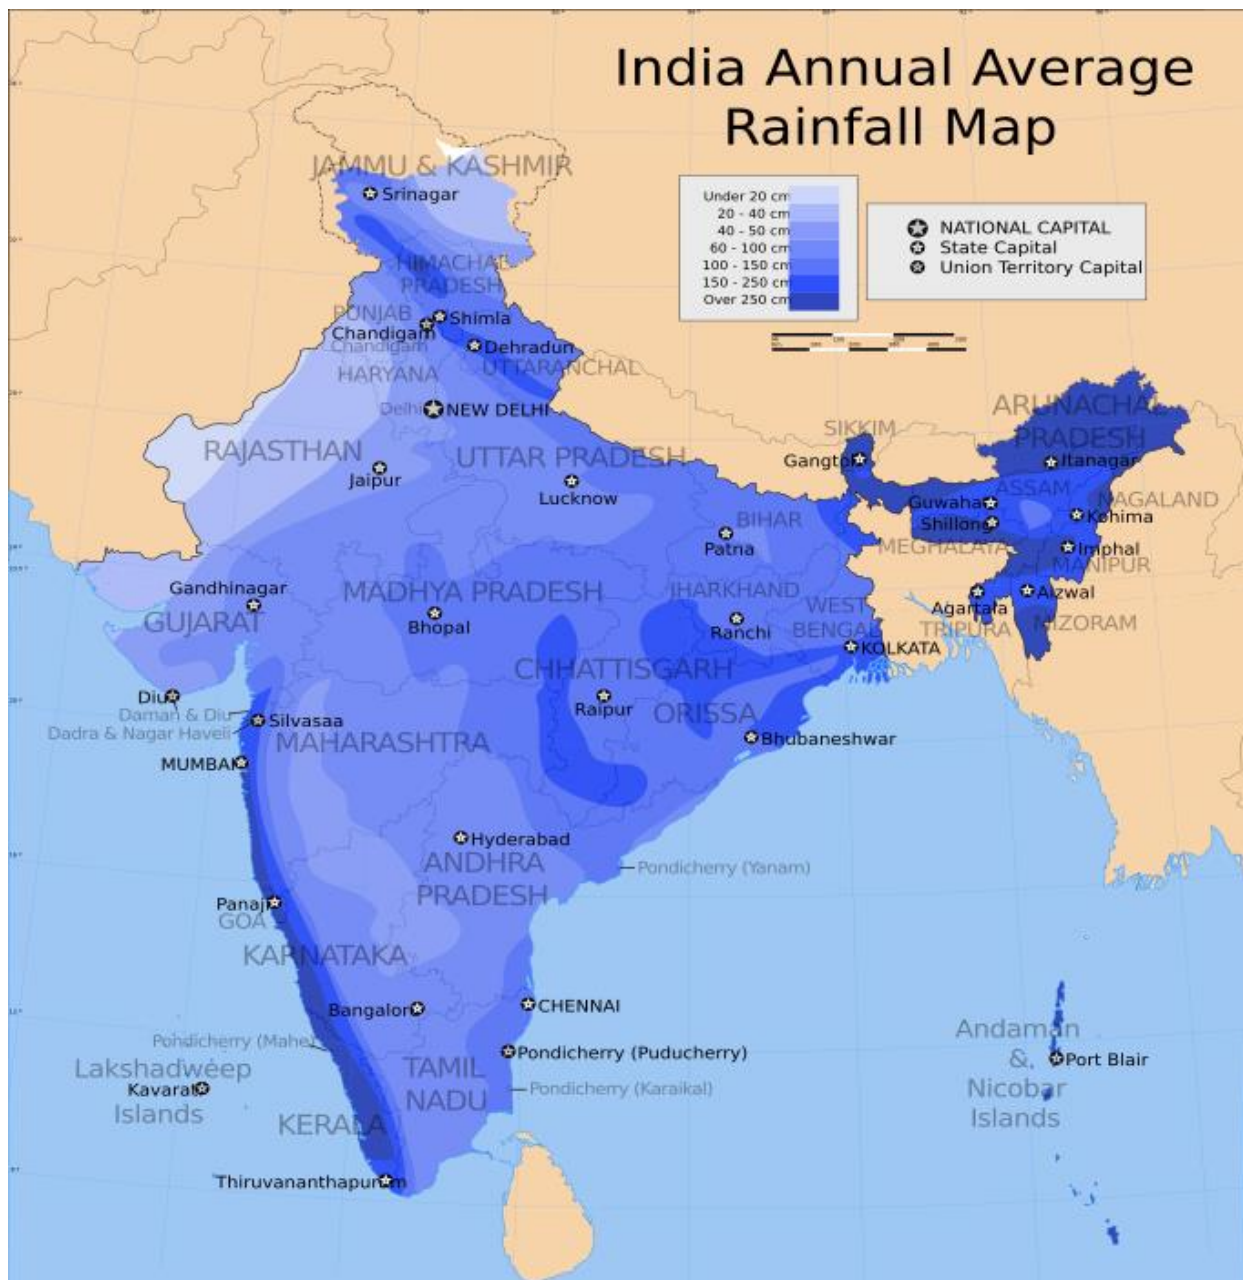 India Annual Average
Rainfall Map
JAMMU & KASHMIR
Srinagar
Under 20 cm
20 - 40 cm
40 - 50 cm
60 - 100 cm
100 - 150 cm
150 - 250 cm
Over 250 cm
NATIONAL CAPITAL
State Capital
Union Territory Capital
HIMACHAL
PRADESH
PUNJAB
Shimla
Chandigarh
Chandigarh
Dehradun
UTTARANCHAL
HARYANA
Delhi
NEW DELHI
ARUNACHAL
PRADESH
SIKKIM
RAJASTHAN
UTTAR PRADESH
Gangtok
Itanagar
Jaipur
Lucknow
ASSAM
NAGALAND
Guwahati
Kohima
BIHAR
Shillong
Patna
MEGHALAYA
Imphal
MANIPUR
Gandhinagar
MADHYA PRADESH
JHARKHAND
WEST
BENGAL
Agartala
Aizwal
GUJARAT
Bhopal
Ranchi
TRIPURA
MIZORAM
KOLKATA
CHHATTISGARH
Diu
Raipur
ORISSA
Daman & Diu
Silvasaa
Dadra & Nagar Haveli
MAHARASHTRA
Bhubaneshwar
MUMBAI
Hyderabad
ANDHRA
PRADESH
Pondicherry (Yanam)
Panaji
GOA
KARNATAKA
Bangalore
CHENNAI
Pondicherry (Mahe)
Pondicherry (Puducherry)
Andaman
&
Nicobar
Islands
Port Blair
Lakshadweep
Islands
Kavarati
TAMIL
NADU
Pondicherry (Karaikal)
KERALA
Thiruvananthapuram